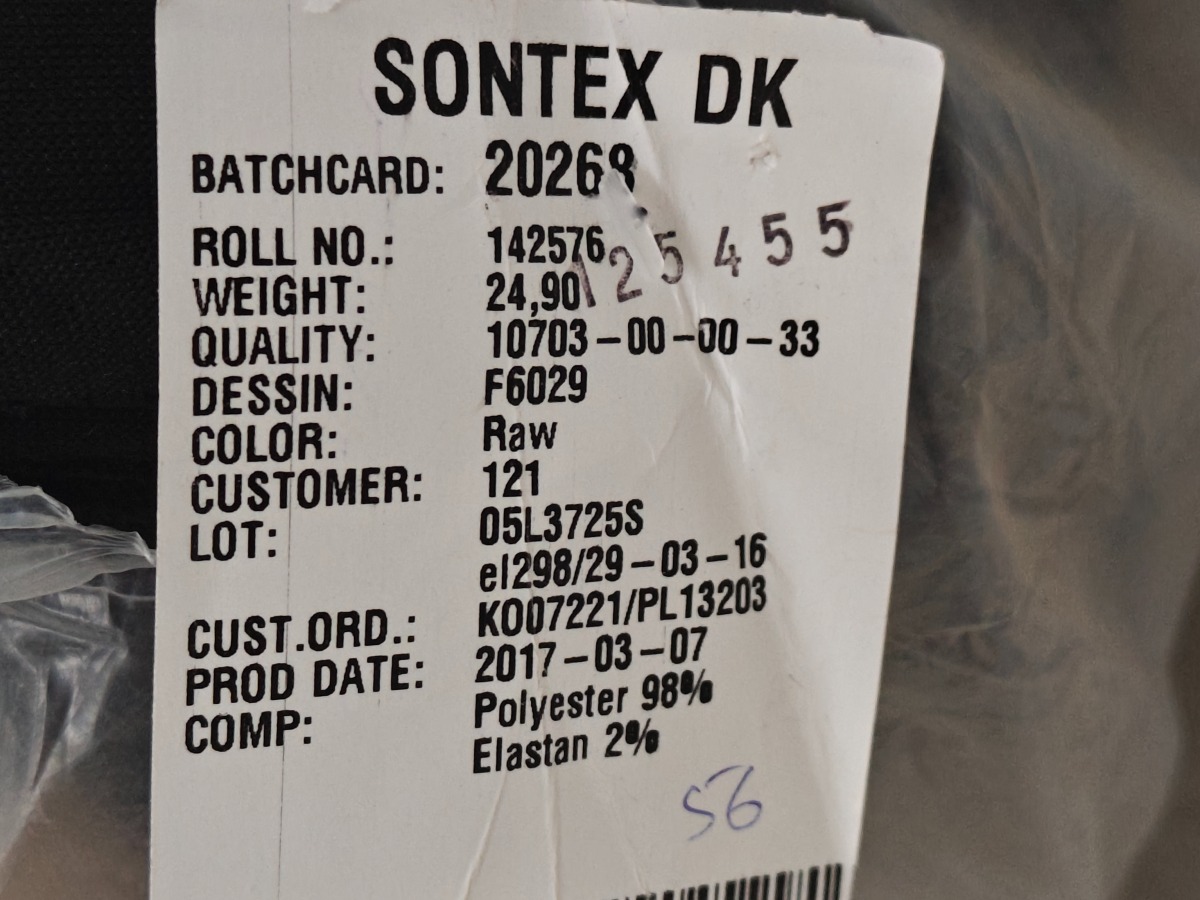 SONTEX DK
BATCHCARD: 20268
ROLL NO.: 142576
125455
WEIGHT: 24,90
QUALITY: 10703-00-00-33
DESSIN: F6029
COLOR: Raw
CUSTOMER: 121
LOT: 05L3725S
el298/29-03-16
CUST.ORD.: KO07221/PL13203
PROD DATE: 2017-03-07
COMP: Polyester 98%
Elastan 2%
56